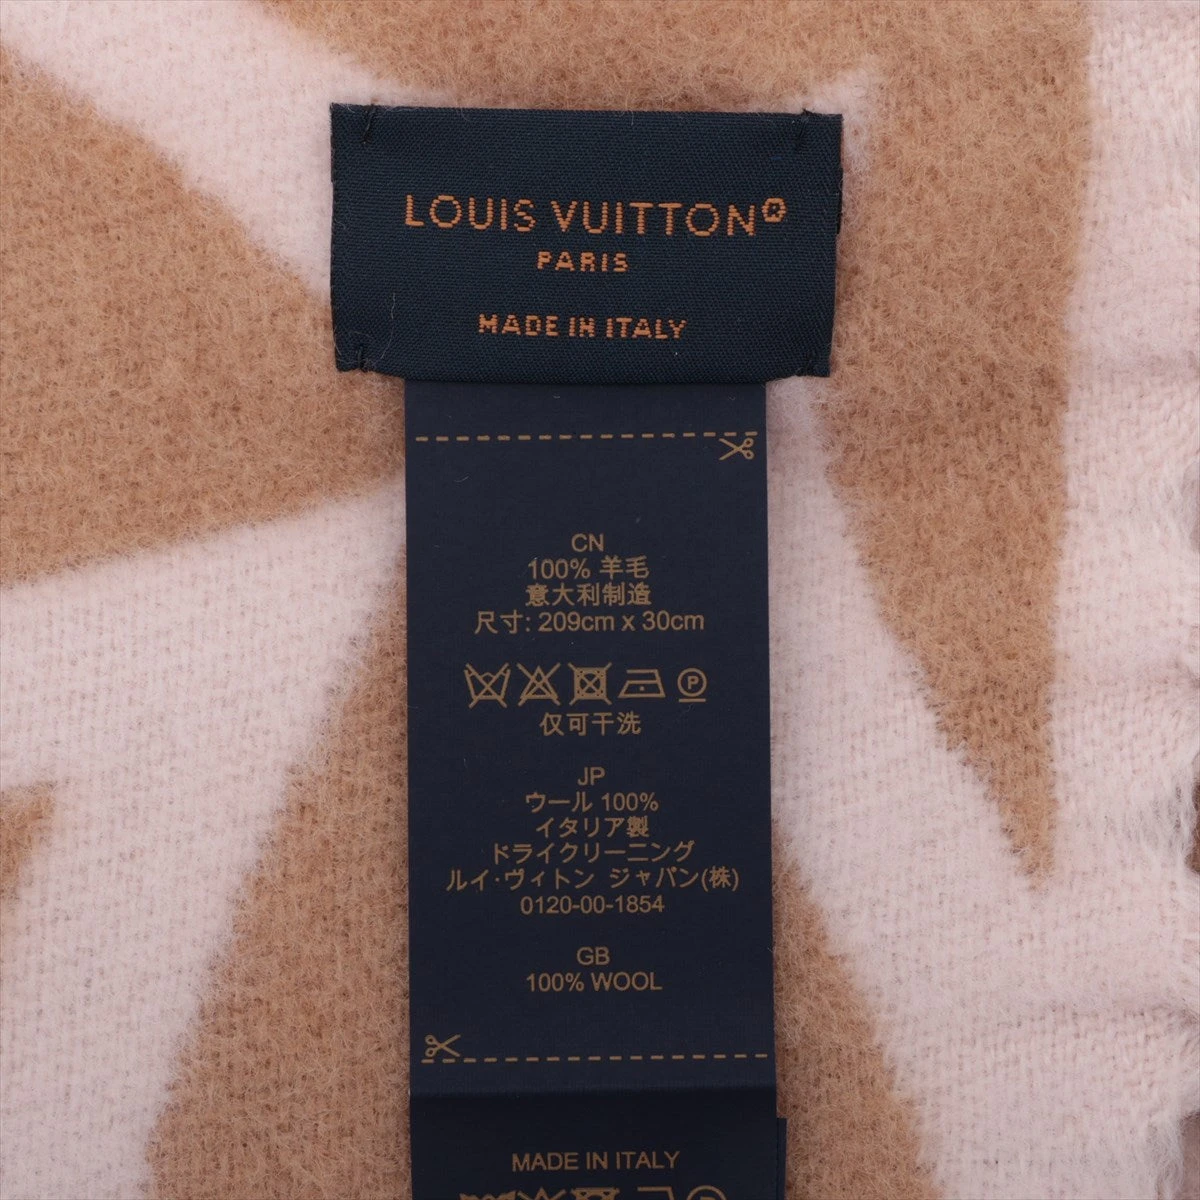 LOUIS VUITTON®
PARIS
MADE IN ITALY
CN
100% 羊毛
意大利制造
尺寸: 209cm x 30cm
P
仅可干洗
JP
ウール 100%
イタリア製
ドライクリーニング
ルイ·ヴィトン ジャパン(株)
0120-00-1854
GB
100% WOOL
MADE IN ITALY